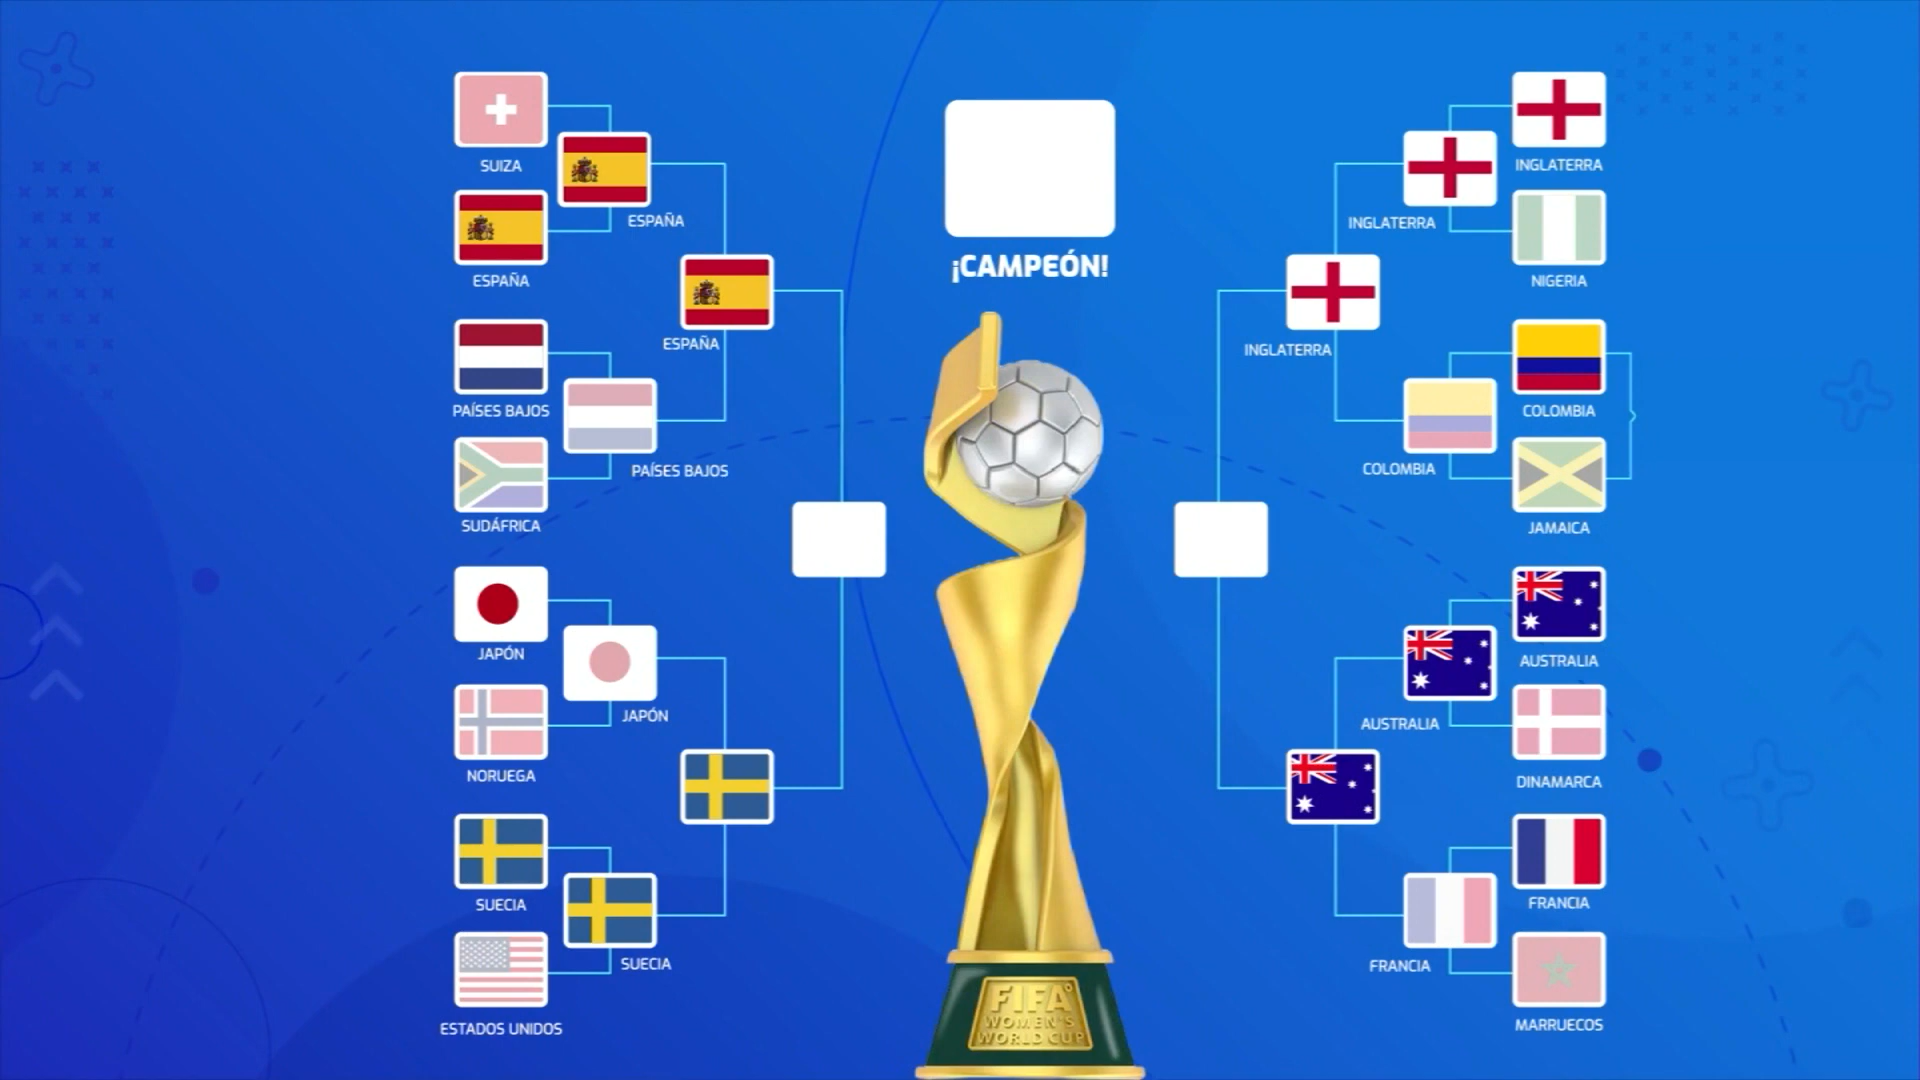 SUIZA
ESPAÑA
ESPAÑA
ESPAÑA
PAÍSES BAJOS
PAÍSES BAJOS
SUDÁFRICA
JAPÓN
JAPÓN
NORUEGA
SUECIA
SUECIA
ESTADOS UNIDOS
¡CAMPEÓN!
FIFA
WOMEN'S
WORLD CUP
INGLATERRA
INGLATERRA
NIGERIA
INGLATERRA
COLOMBIA
COLOMBIA
JAMAICA
AUSTRALIA
AUSTRALIA
DINAMARCA
FRANCIA
FRANCIA
MARRUECOS